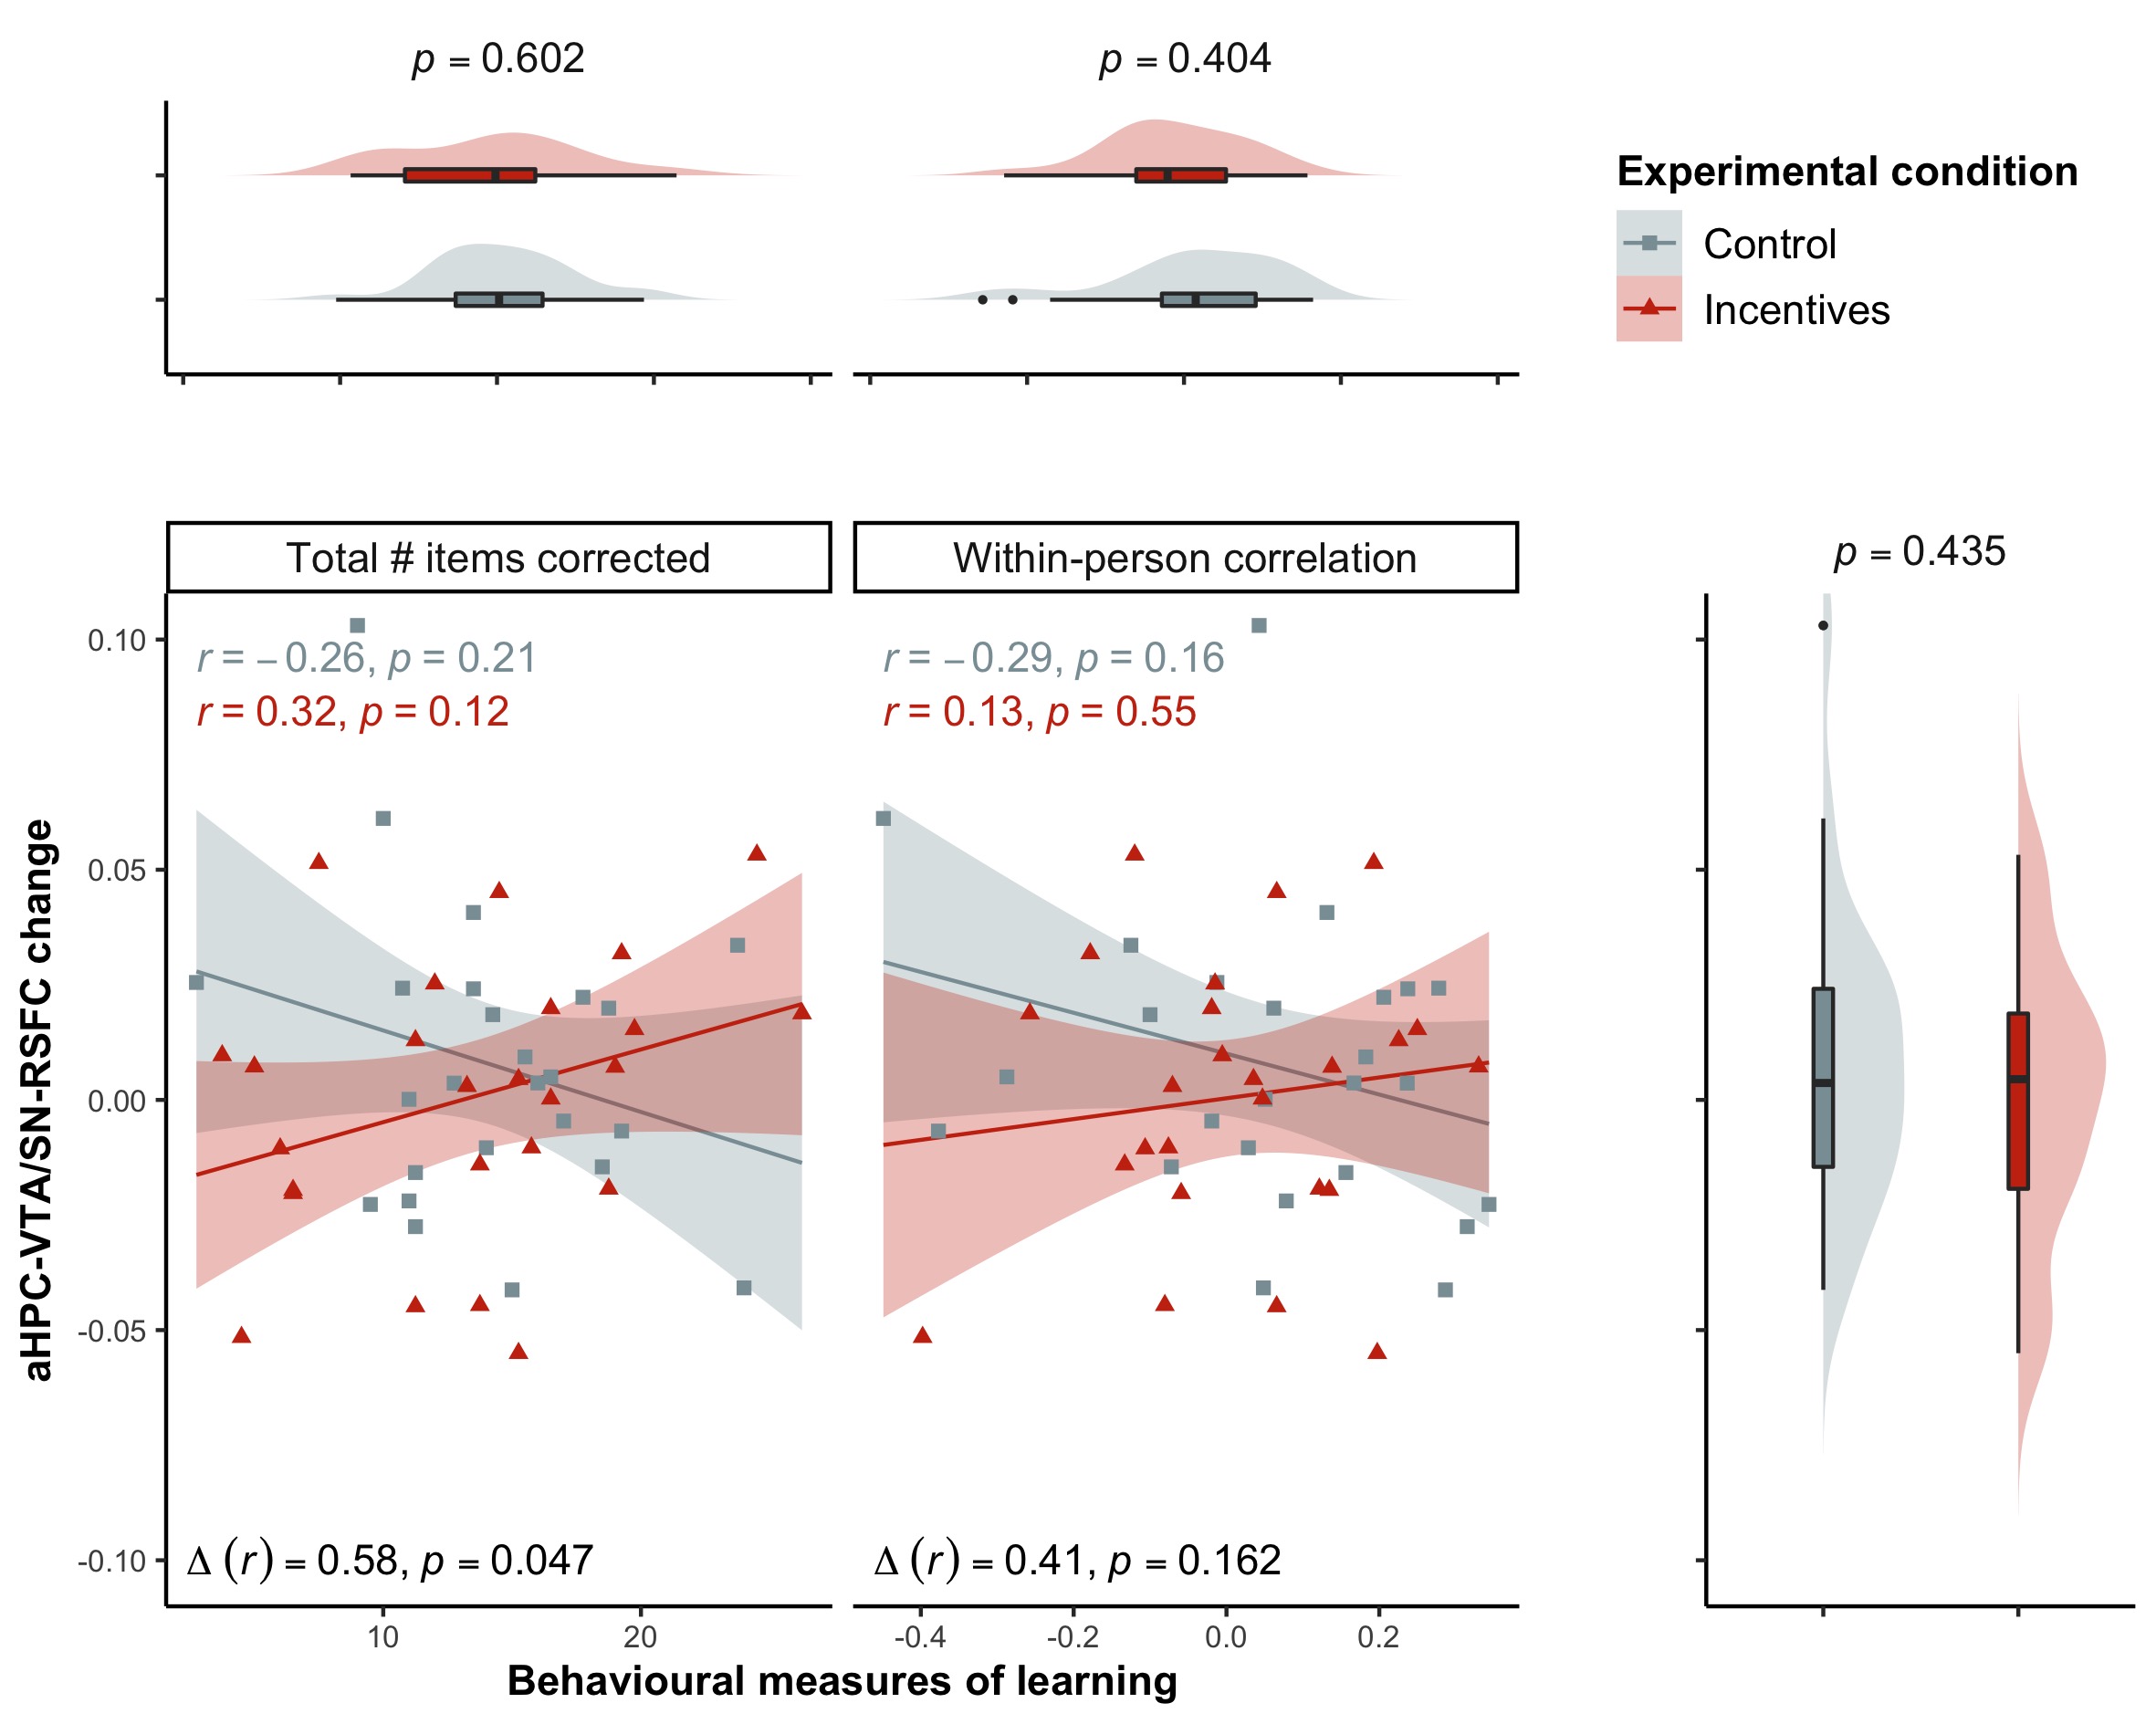 p = 0.602
p = 0.404
Experimental condition
Control
Incentives
Total # items corrected
Within-person correlation
p = 0.435
r = −0.26, p = 0.21
r = 0.32, p = 0.12
r = −0.29, p = 0.16
r = 0.13, p = 0.55
aHPC-VTA/SN-RSFC change
0.10
0.05
0.00
-0.05
-0.10
Δ (r) = 0.58, p = 0.047
Δ (r) = 0.41, p = 0.162
10 20
-0.4 -0.2 0.0 0.2
Behavioural measures of learning